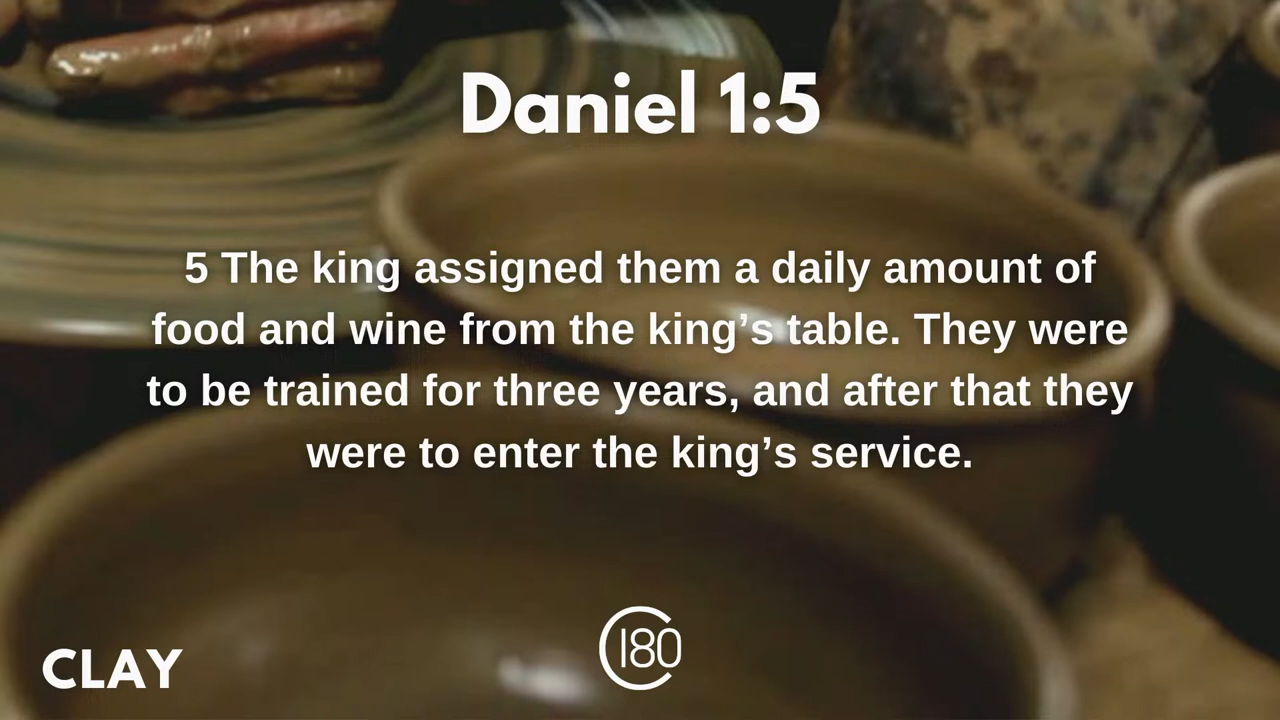 Daniel 1:5
5 The king assigned them a daily amount of
food and wine from the king’s table. They were
to be trained for three years, and after that they
were to enter the king’s service.
CLAY
C180